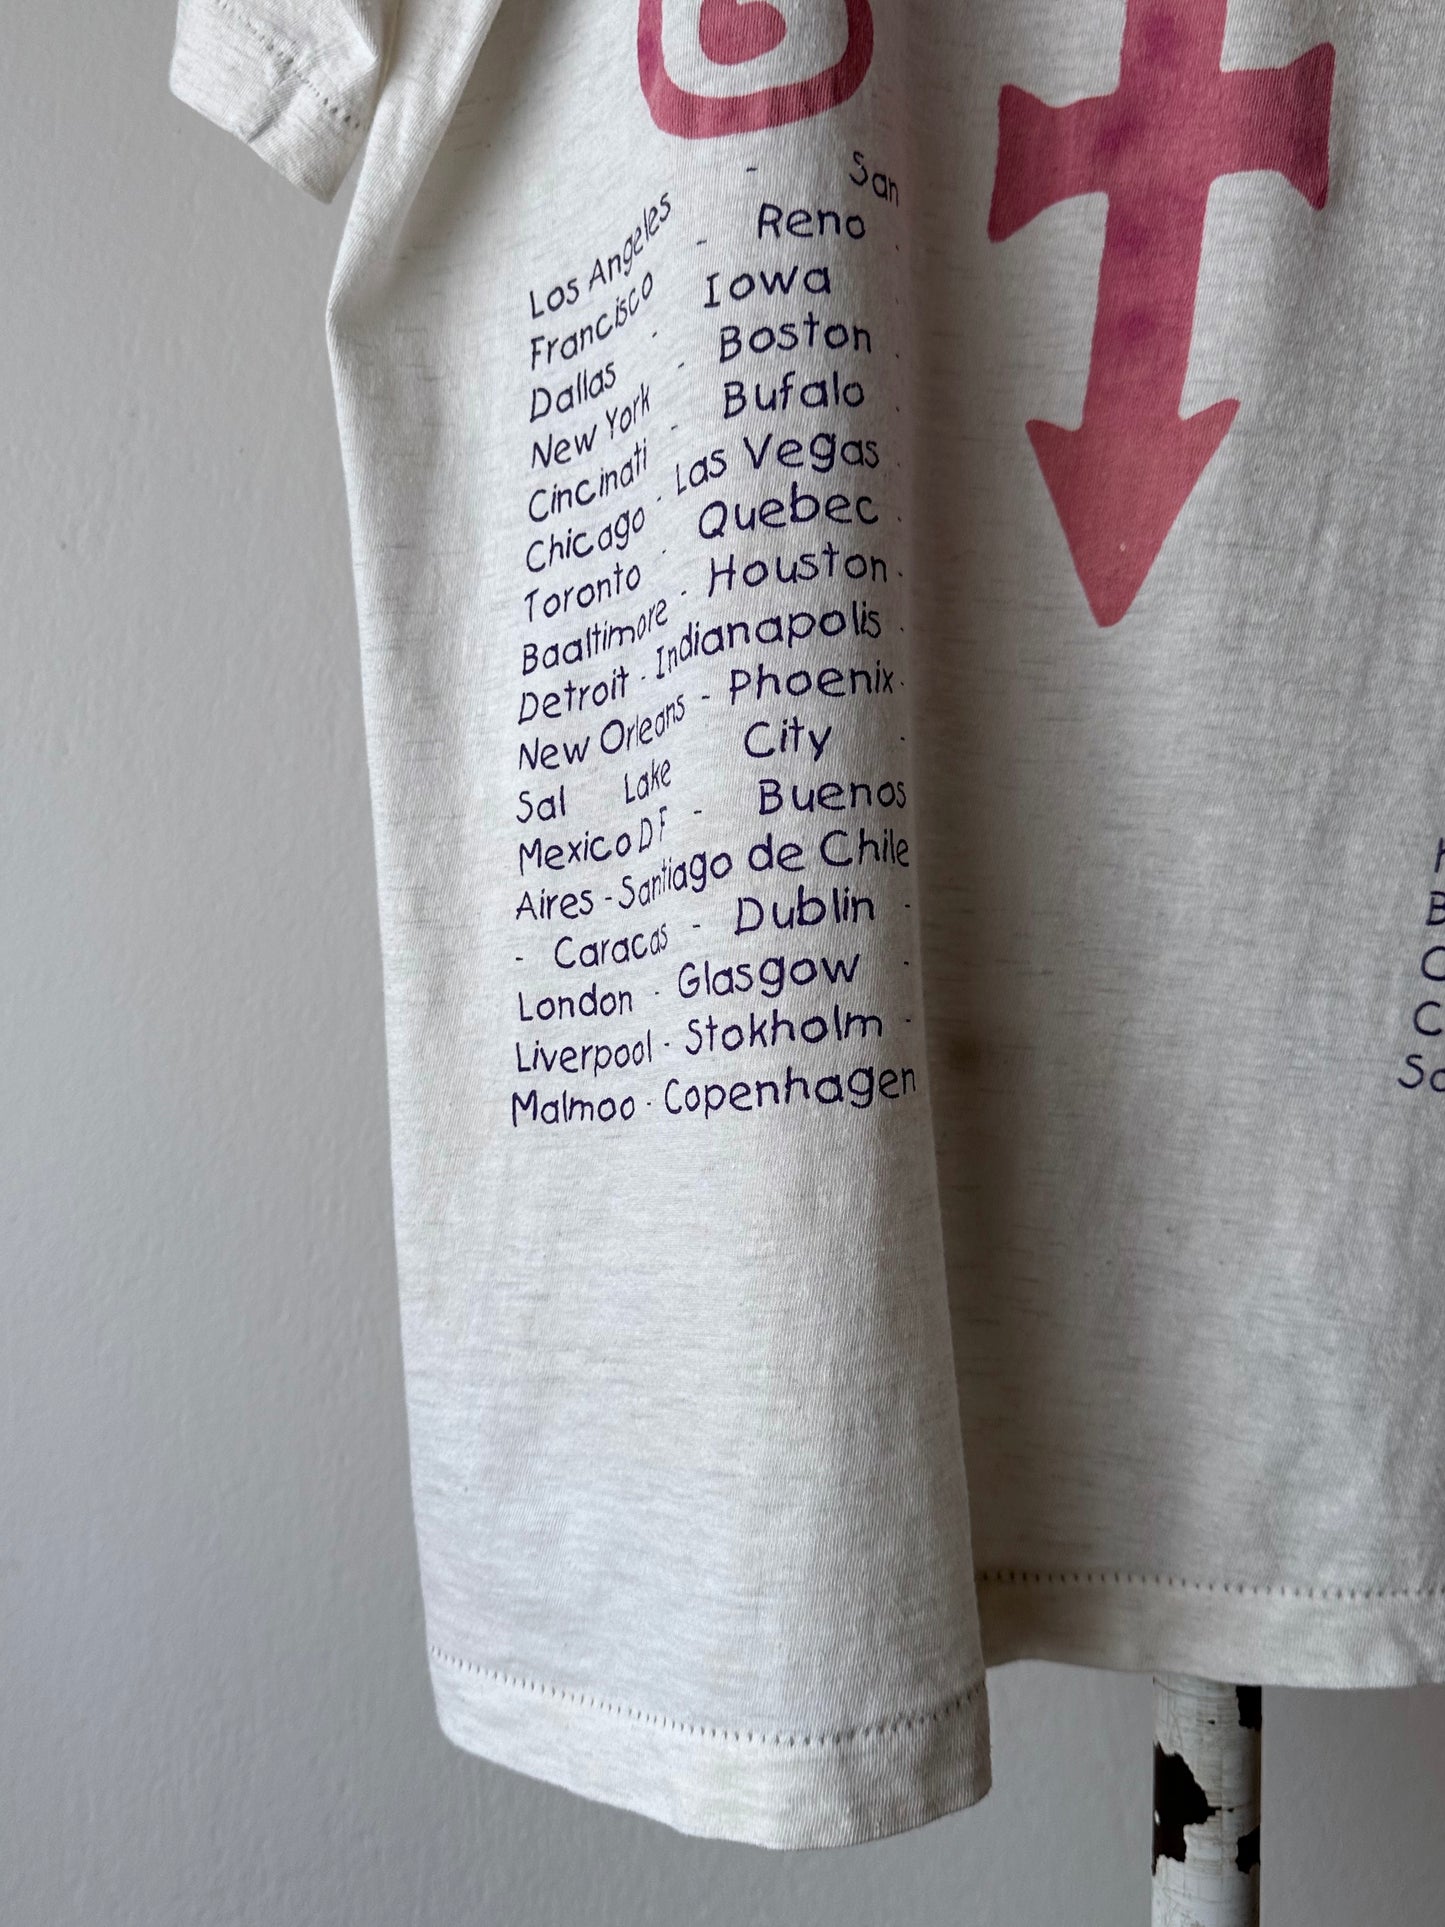 Los Angeles - San
Francisco - Reno .
Dallas . Iowa .
New York - Boston .
Cincinati - Bufalo .
Chicago . Las Vegas .
Toronto . Quebec .
Baaltimore - Houston .
Detroit . Indianapolis .
New Orleans - Phoenix .
Sal Lake City .
Mexico DF - Buenos
Aires - Santiago de Chile
- Caracas - Dublin -
London . Glasgow .
Liverpool . Stokholm -
Malmoo . Copenhagen